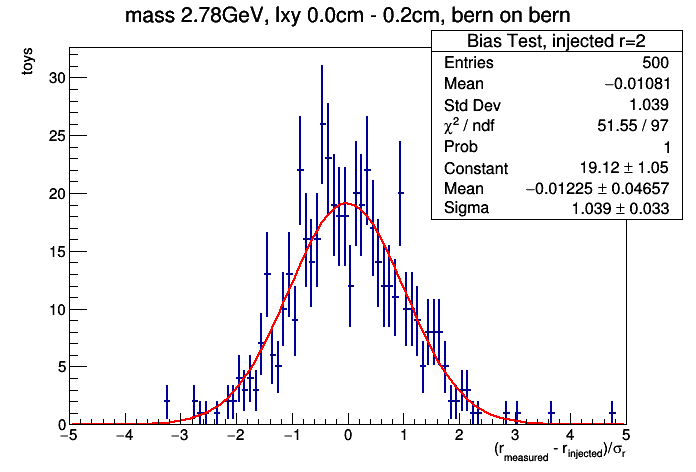 mass 2.78GeV, lxy 0.0cm - 0.2cm, bern on bern
Bias Test, injected r=2
Entries 500
Mean −0.01081
Std Dev 1.039
χ² / ndf 51.55 / 97
Prob 1
Constant 19.12 ± 1.05
Mean −0.01225 ± 0.04657
Sigma 1.039 ± 0.033
toys
30
25
20
15
10
5
0
−5 −4 −3 −2 −1 0 1 2 3 4 5
(r_measured - r_injected)/σ_r